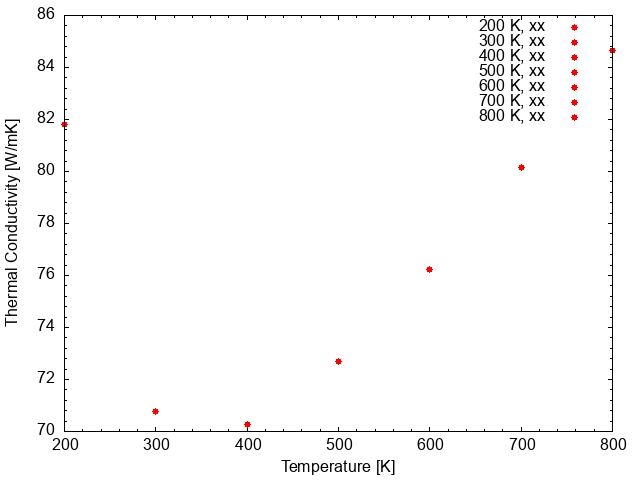 86
84
82
80
78
76
74
72
70
Thermal Conductivity [W/mK]
200 K, xx
300 K, xx
400 K, xx
500 K, xx
600 K, xx
700 K, xx
800 K, xx
200 300 400 500 600 700 800
Temperature [K]